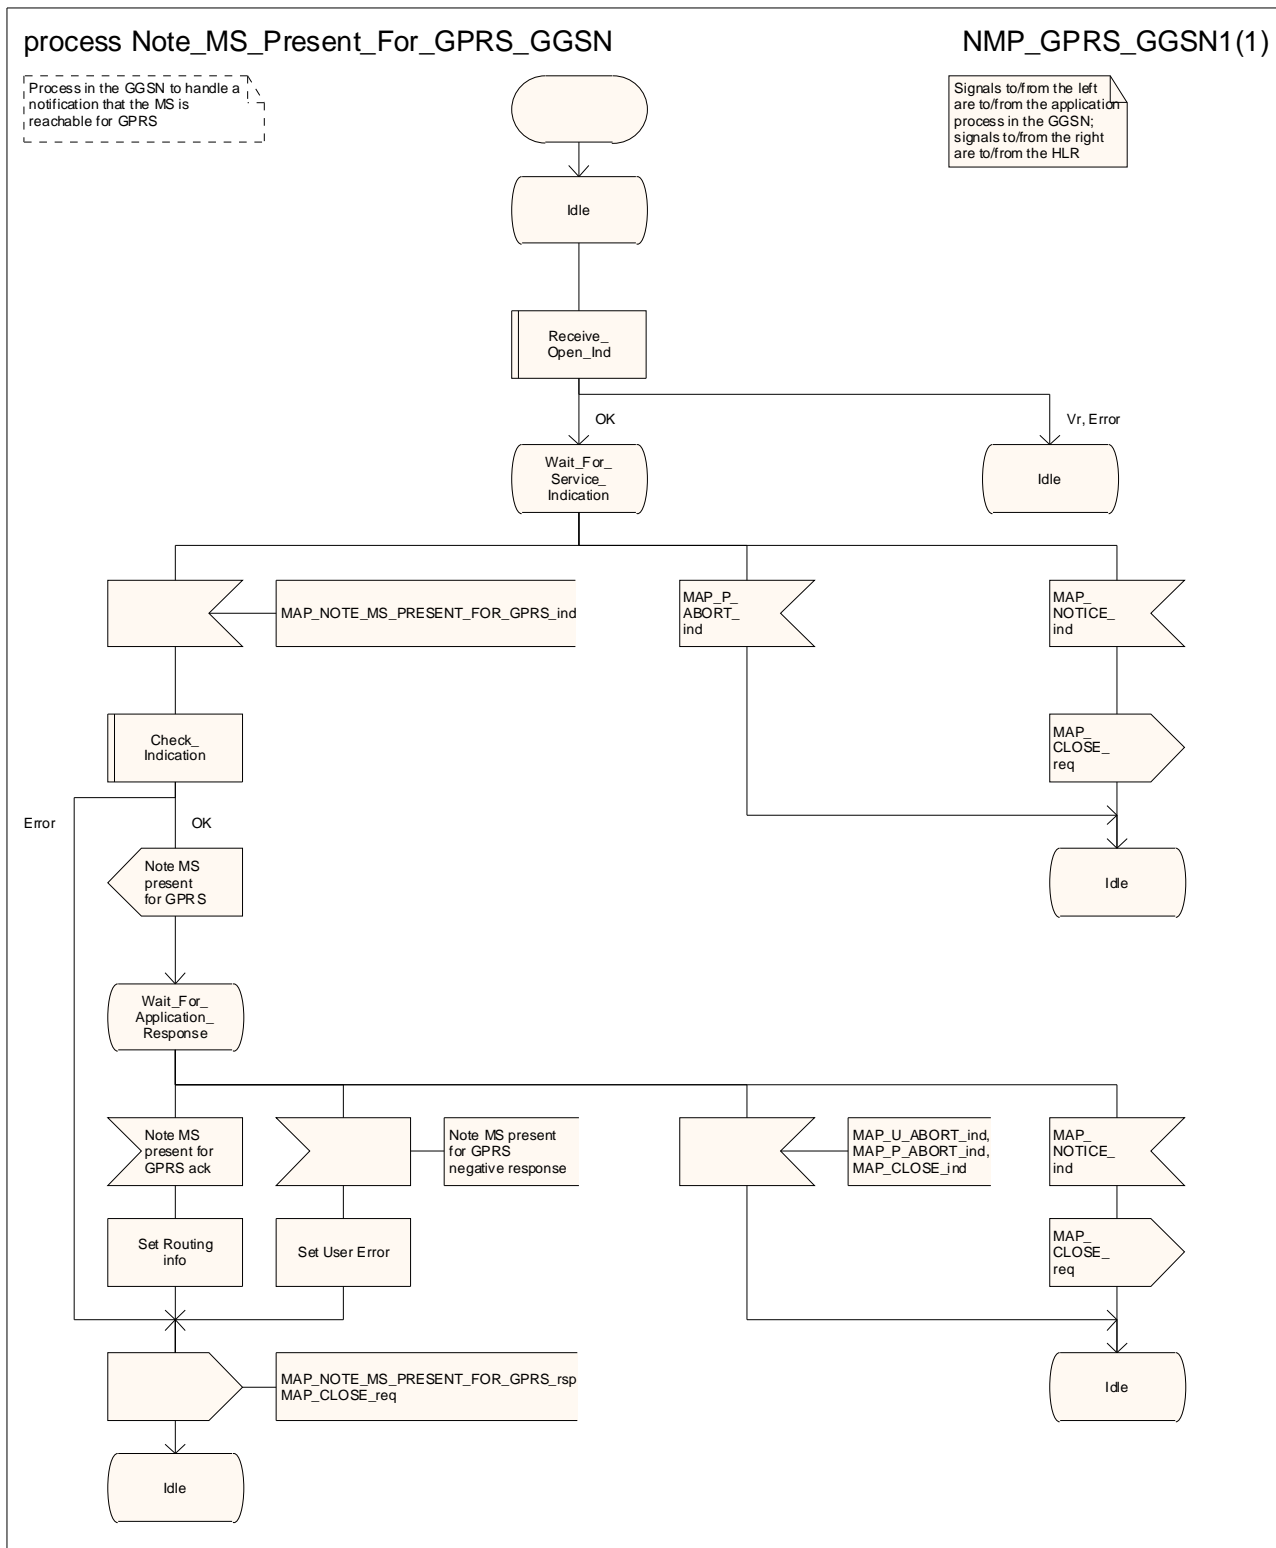 process Note_MS_Present_For_GPRS_GGSN
NMP_GPRS_GGSN1(1)
Process in the GGSN to handle a
notification that the MS is
reachable for GPRS
Signals to/from the left
are to/from the application
process in the GGSN;
signals to/from the right
are to/from the HLR
Idle
Receive_
Open_Ind
OK
Vr, Error
Wait_For_
Service_
Indication
Idle
MAP_NOTE_MS_PRESENT_FOR_GPRS_ind
MAP_P_
ABORT_
ind
MAP_
NOTICE_
ind
Check_
Indication
MAP_
CLOSE_
req
Error
OK
Note MS
present
for GPRS
Idle
Wait_For_
Application_
Response
Note MS
present for
GPRS ack
Note MS present
for GPRS
negative response
MAP_U_ABORT_ind,
MAP_P_ABORT_ind,
MAP_CLOSE_ind
MAP_
NOTICE_
ind
Set Routing
info
Set User Error
MAP_
CLOSE_
req
MAP_NOTE_MS_PRESENT_FOR_GPRS_rsp
MAP_CLOSE_req
Idle
Idle